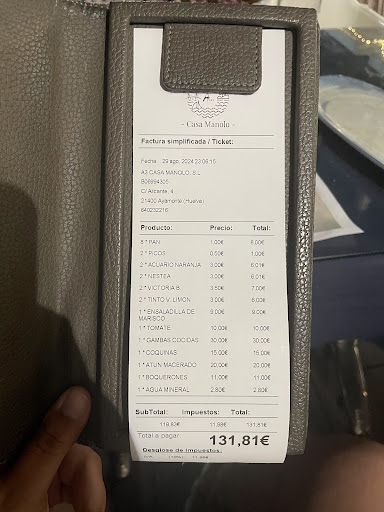 - Casa Manolo -
Factura simplificada / Ticket:
Fecha: 29 ago. 2024 23:06:15
A3 CASA MANOLO, S.L
B06994305
C/ Alicante, 4
21400 Ayamonte (Huelva)
640232216
Producto: Precio: Total:
8 * PAN 1,00€ 8,00€
2 * PICOS 0,50€ 1,00€
2 * ACUARIO NARANJA 3,00€ 6,01€
2 * NESTEA 3,00€ 6,01€
2 * VICTORIA B. 3,50€ 7,00€
2 * TINTO V. LIMON 3,00€ 6,00€
1 * ENSALADILLA DE MARISCO 9,00€ 9,00€
1 * TOMATE 10,00€ 10,00€
1 * GAMBAS COCIDAS 30,00€ 30,00€
1 * COQUINAS 15,00€ 15,00€
1 * ATUN MACERADO 20,00€ 20,00€
1 * BOQUERONES 11,00€ 11,00€
1 * AGUA MINERAL 2,80€ 2,80€
SubTotal: Impuestos: Total:
119,83€ 11,98€ 131,81€
Total a pagar: 131,81€
Desglose de impuestos: